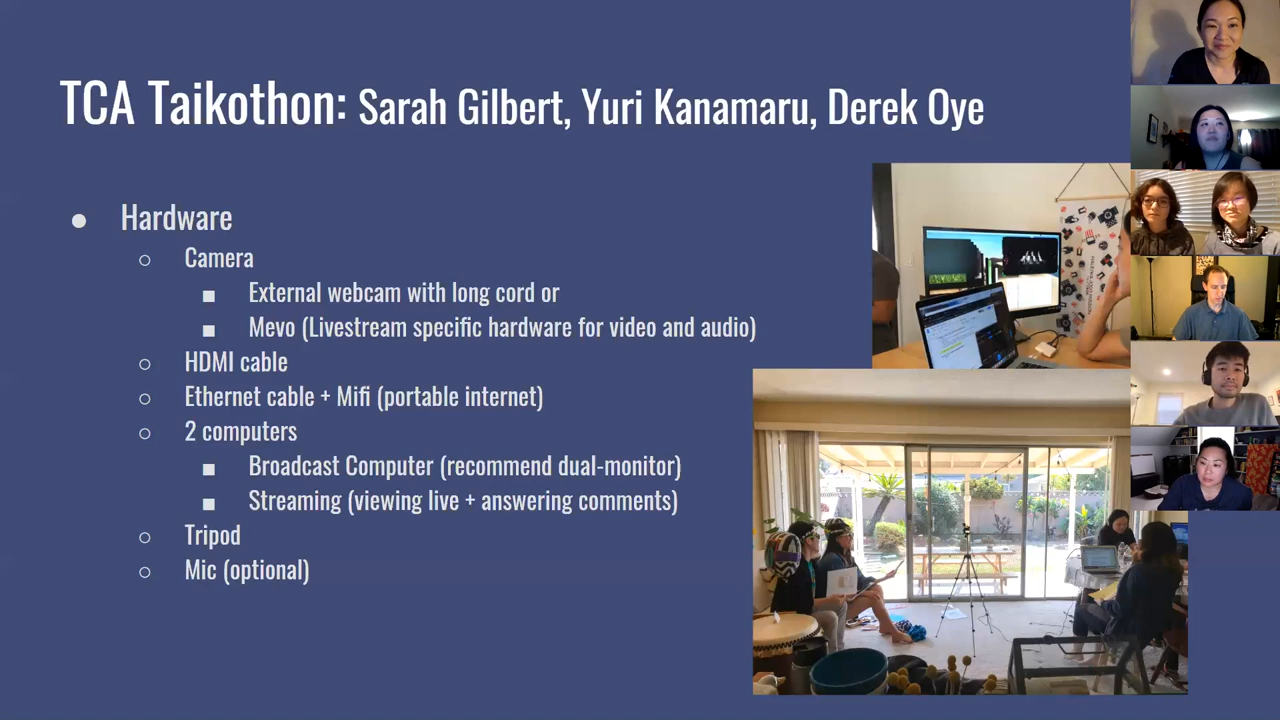 TCA Taikothon: Sarah Gilbert, Yuri Kanamaru, Derek Oye
● Hardware
○ Camera
■ External webcam with long cord or
■ Mevo (Livestream specific hardware for video and audio)
○ HDMI cable
○ Ethernet cable + Mifi (portable internet)
○ 2 computers
■ Broadcast Computer (recommend dual-monitor)
■ Streaming (viewing live + answering comments)
○ Tripod
○ Mic (optional)